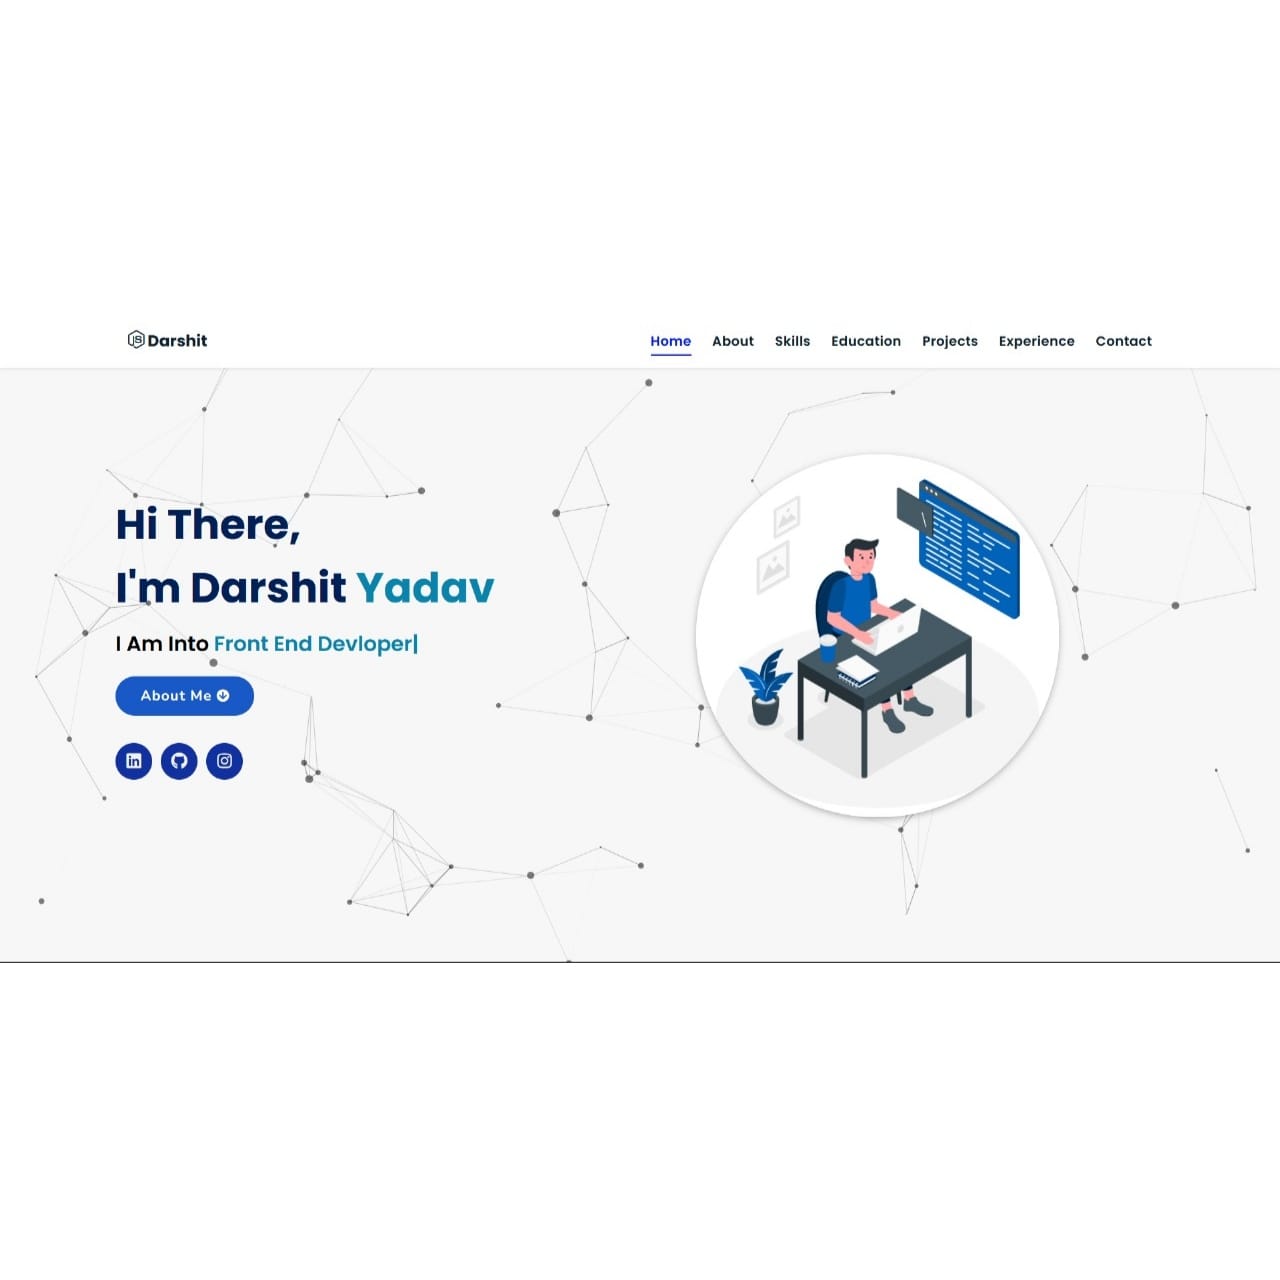 Darshit
Home About Skills Education Projects Experience Contact
Hi There,
I'm Darshit Yadav
I Am Into Front End Devloper|
About Me